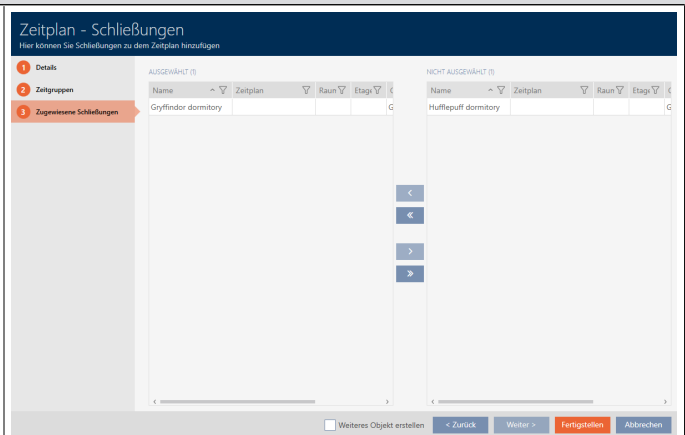 Zeitplan - Schließungen
Hier können Sie Schließungen zu dem Zeitplan hinzufügen
1 Details
2 Zeitgruppen
3 Zugewiesene Schließungen
AUSGEWÄHLT (1)
Name Zeitplan Raun Etage G
Gryffindor dormitory G
NICHT AUSGEWÄHLT (1)
Name Zeitplan Raun Etage G
Hufflepuff dormitory G
Weiteres Objekt erstellen
< Zurück
Weiter >
Fertigstellen
Abbrechen